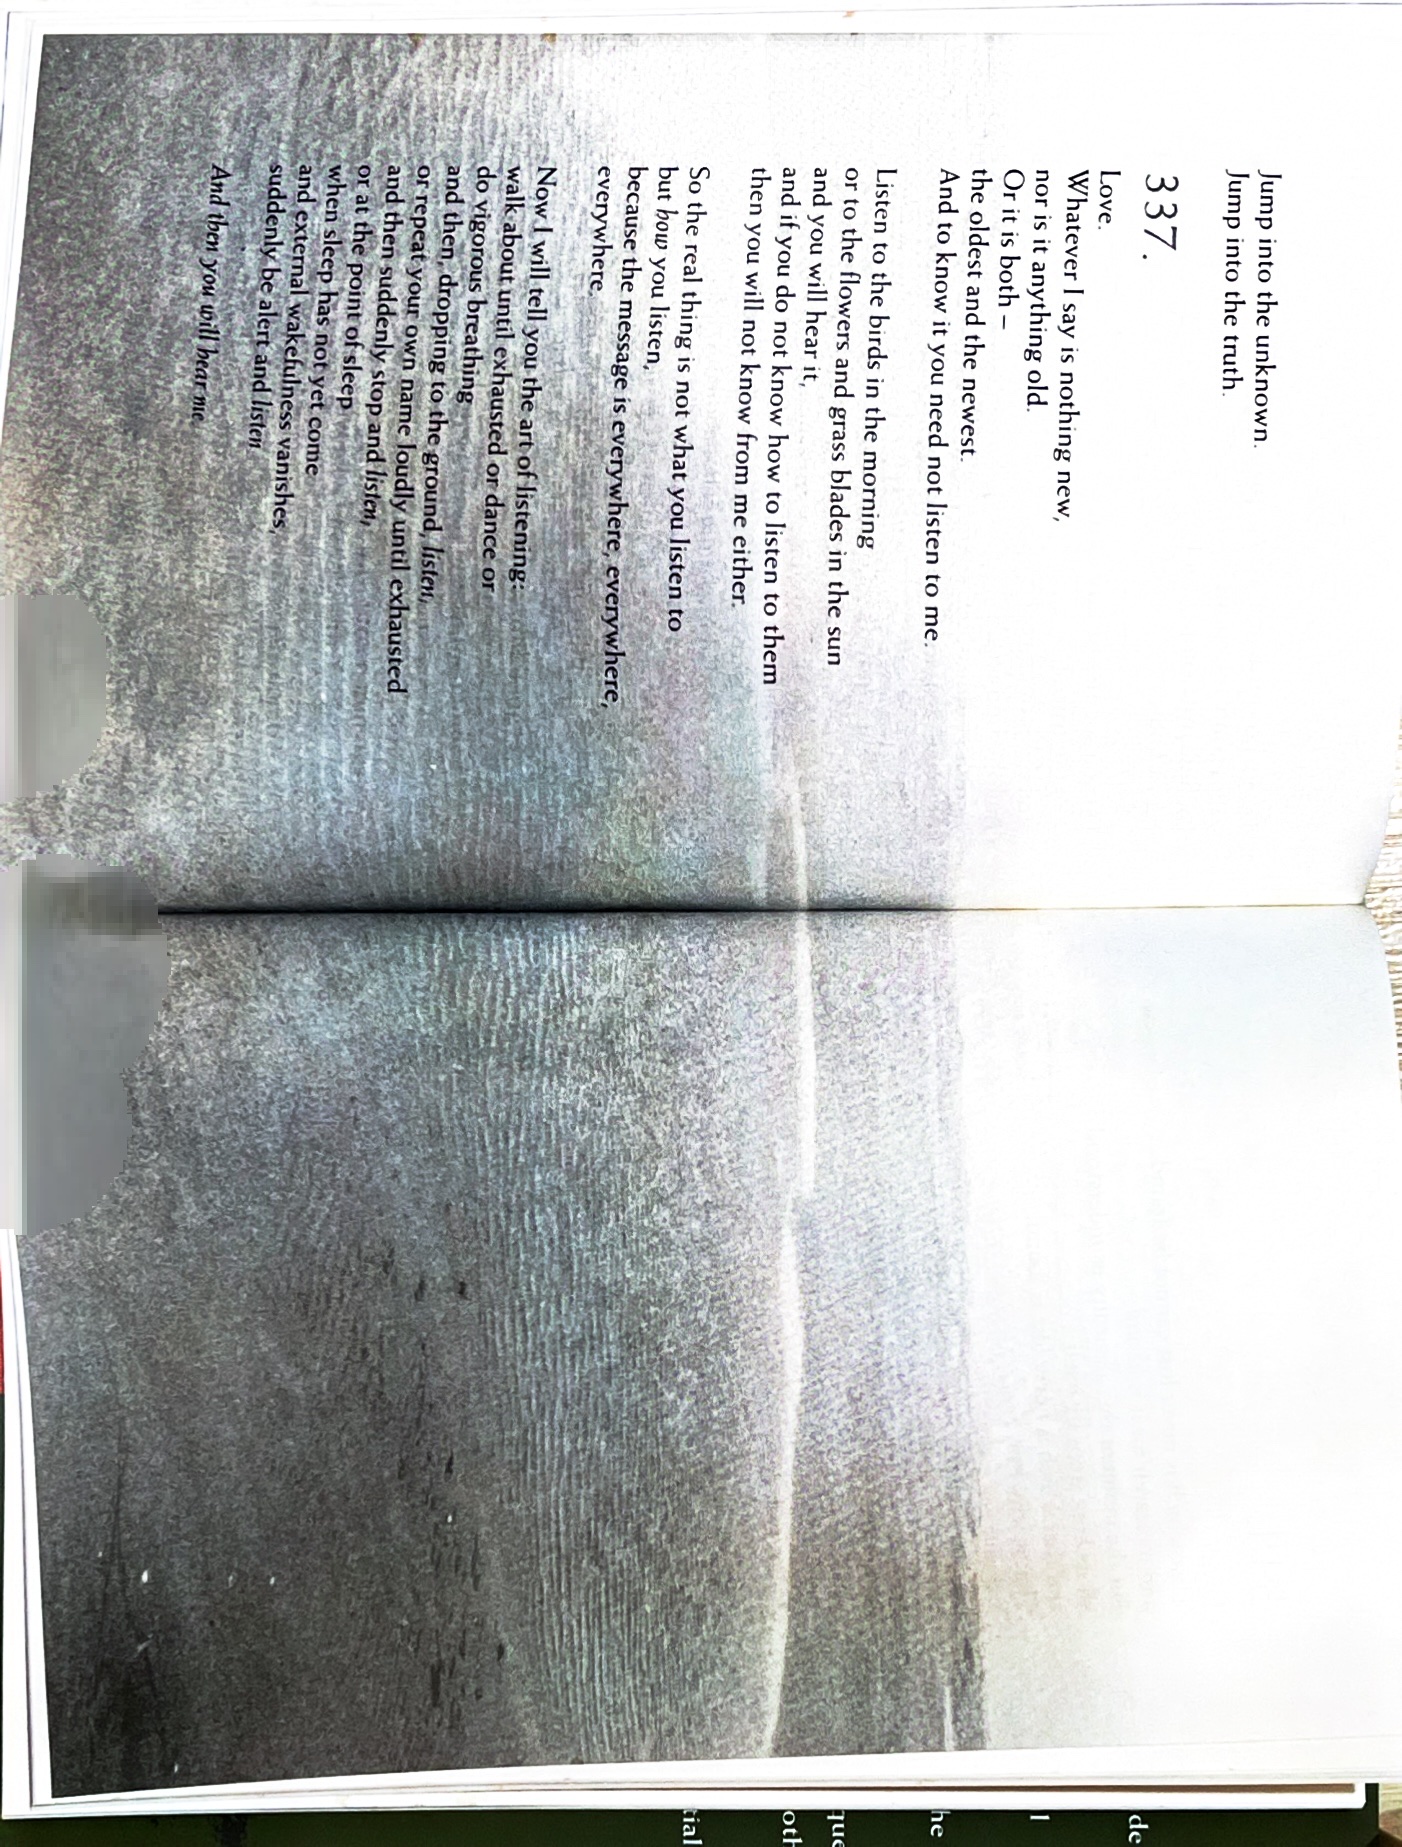 Jump into the unknown.
Jump into the truth.
337.
Love.
Whatever I say is nothing new,
nor is it anything old.
Or it is both –
the oldest and the newest.
And to know it you need not listen to me.
Listen to the birds in the morning
or to the flowers and grass blades in the sun
and you will hear it,
and if you do not know how to listen to them
then you will not know from me either.
So the real thing is not what you listen to
but how you listen,
because the message is everywhere, everywhere,
everywhere.
Now I will tell you the art of listening:
walk about until exhausted or dance or
do vigorous breathing
and then, dropping to the ground, listen,
or repeat your own name loudly until exhausted
and then suddenly stop and listen,
or at the point of sleep
when sleep has not yet come
and external wakefulness vanishes,
suddenly be alert and listen
And then you will hear me.
de
l
he
que
oth
tial